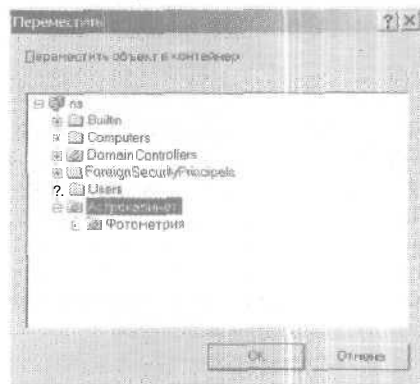 Переместить
Переместить объект в контейнер
ns
Builtin
Computers
Domain Controllers
ForeignSecurityPrincipals
?. Users
Астрокабинет
Фотометрия
OK
Отмена